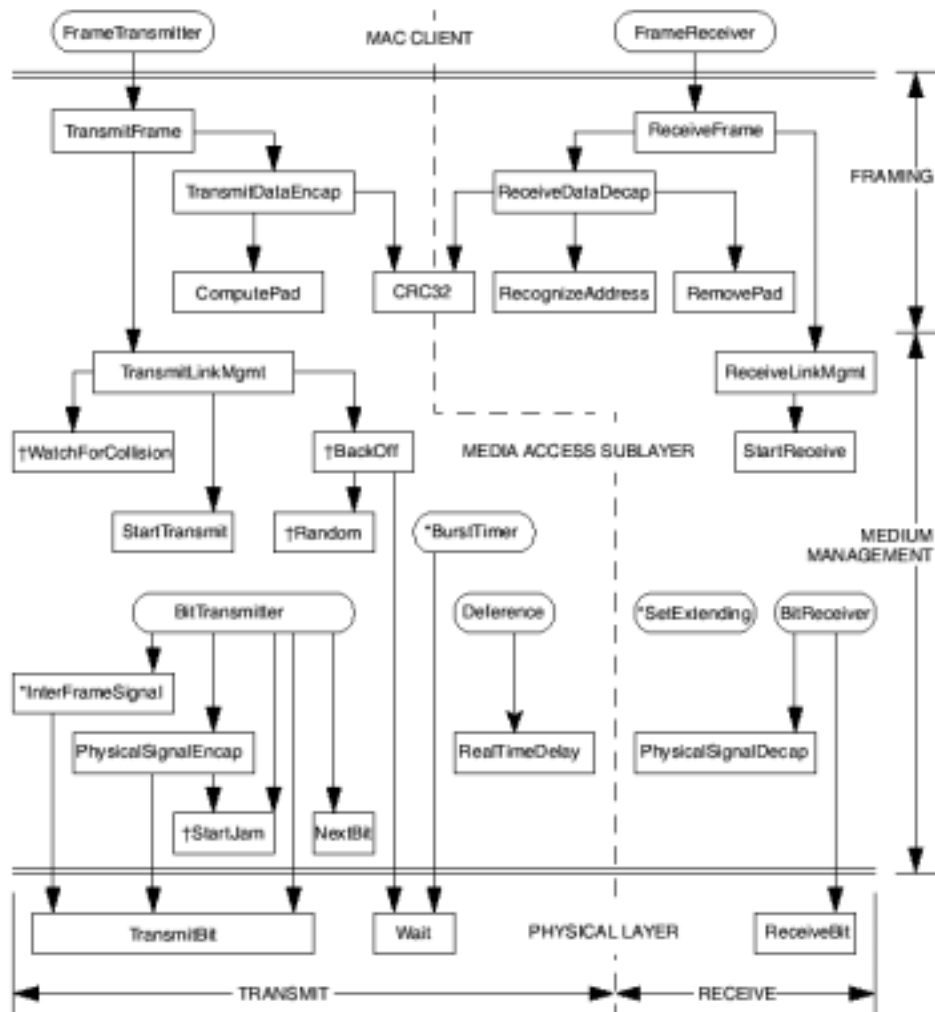 FrameTransmitter
MAC CLIENT
FrameReceiver
TransmitFrame
ReceiveFrame
TransmitDataEncap
ReceiveDataDecap
FRAMING
ComputePad
CRC32
RecognizeAddress
RemovePad
TransmitLinkMgmt
ReceiveLinkMgmt
†WatchForCollision
†BackOff
MEDIA ACCESS SUBLAYER
StartReceive
StartTransmit
†Random
*BurstTimer
MEDIUM
MANAGEMENT
BitTransmitter
Deference
*SetExtending
BitReceiver
*InterFrameSignal
PhysicalSignalEncap
RealTimeDelay
PhysicalSignalDecap
†StartJam
NextBit
TransmitBit
Wait
PHYSICAL LAYER
ReceiveBit
TRANSMIT
RECEIVE